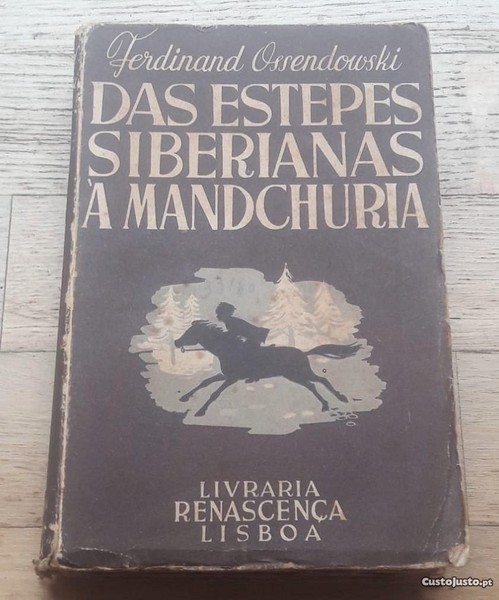 Ferdinand Ossendowski
DAS ESTEPES
SIBERIANAS
À MANDCHURIA
LIVRARIA
RENASCENÇA
LISBOA
CustoJusto.pt